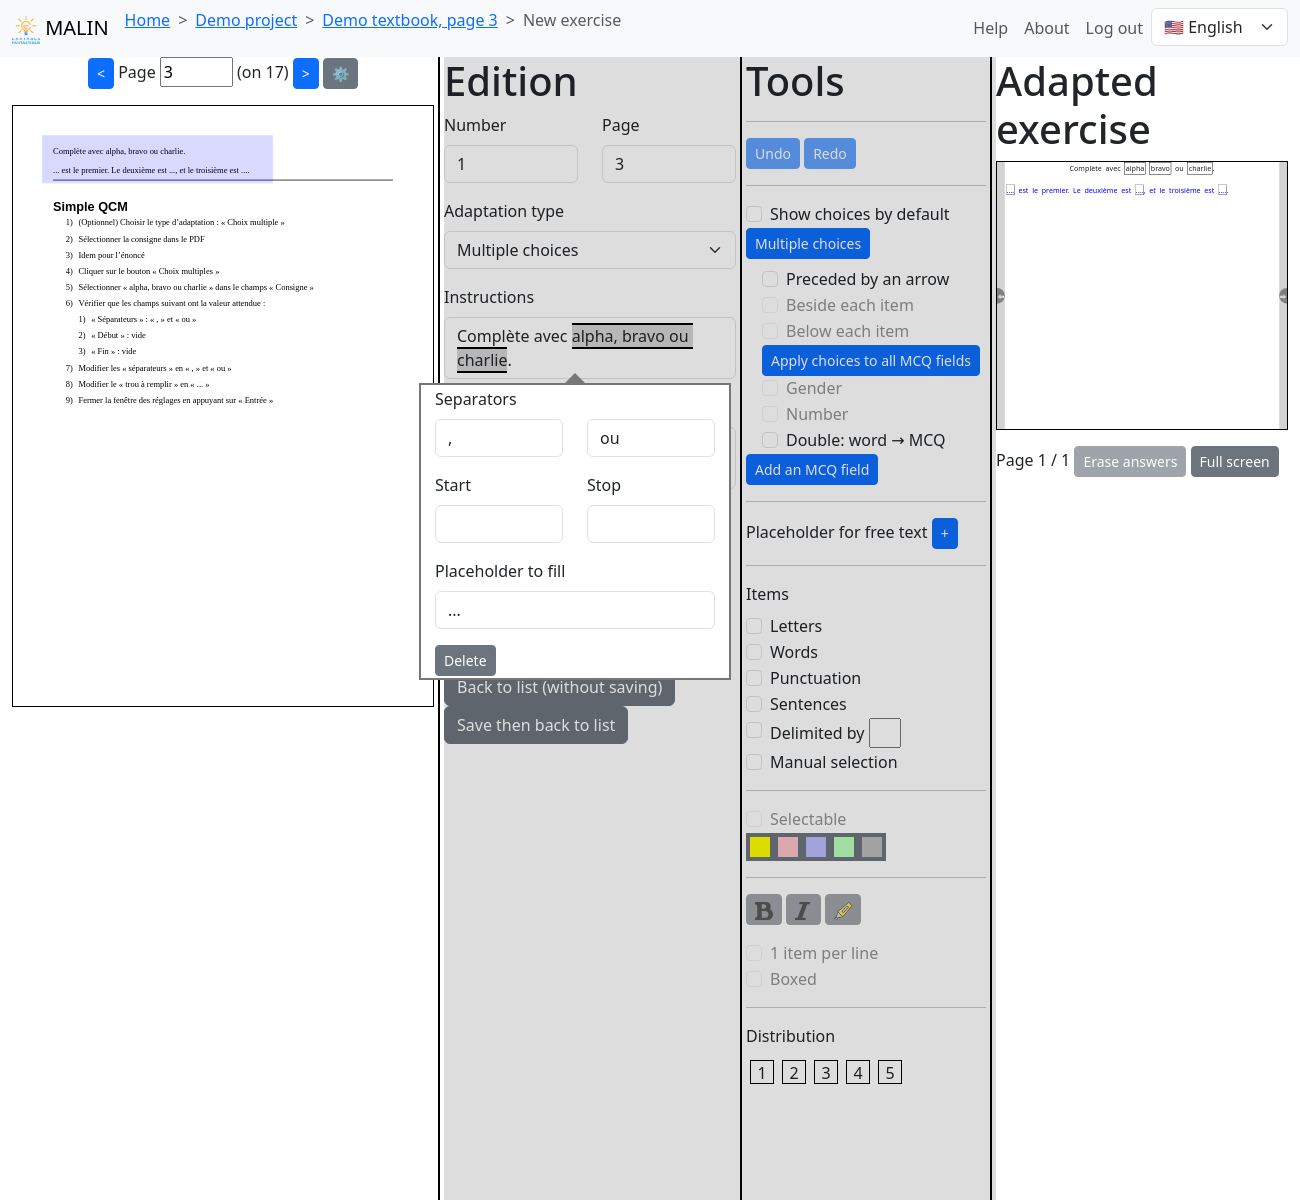 MALIN
Home > Demo project > Demo textbook, page 3 > New exercise
Help About Log out 🇺🇸 English
< Page 3 (on 17) > ⚙️
Complète avec alpha, bravo ou charlie.
... est le premier. Le deuxième est ..., et le troisième est ....
Simple QCM
1) (Optionnel) Choisir le type d’adaptation : « Choix multiple »
2) Sélectionner la consigne dans le PDF
3) Idem pour l’énoncé
4) Cliquer sur le bouton « Choix multiples »
5) Sélectionner « alpha, bravo ou charlie » dans le champs « Consigne »
6) Vérifier que les champs suivant ont la valeur attendue :
1) « Séparateurs » : « , » et « ou »
2) « Début » : vide
3) « Fin » : vide
7) Modifier les « séparateurs » en « , » et « ou »
8) Modifier le « trou à remplir » en « ... »
9) Fermer la fenêtre des réglages en appuyant sur « Entrée »
Edition
Number Page
1 3
Adaptation type
Multiple choices
Instructions
Complète avec alpha, bravo ou
charlie.
Separators
, ou
Start Stop
Placeholder to fill
...
Delete
Back to list (without saving)
Save then back to list
Tools
Undo Redo
Show choices by default
Multiple choices
Preceded by an arrow
Beside each item
Below each item
Apply choices to all MCQ fields
Gender
Number
Double: word → MCQ
Add an MCQ field
Placeholder for free text +
Items
Letters
Words
Punctuation
Sentences
Delimited by
Manual selection
Selectable
B I
1 item per line
Boxed
Distribution
1 2 3 4 5
Adapted
exercise
Complète avec alpha, bravo ou charlie.
... est le premier. Le deuxième est ..., et le troisième est ....
Page 1 / 1 Erase answers Full screen